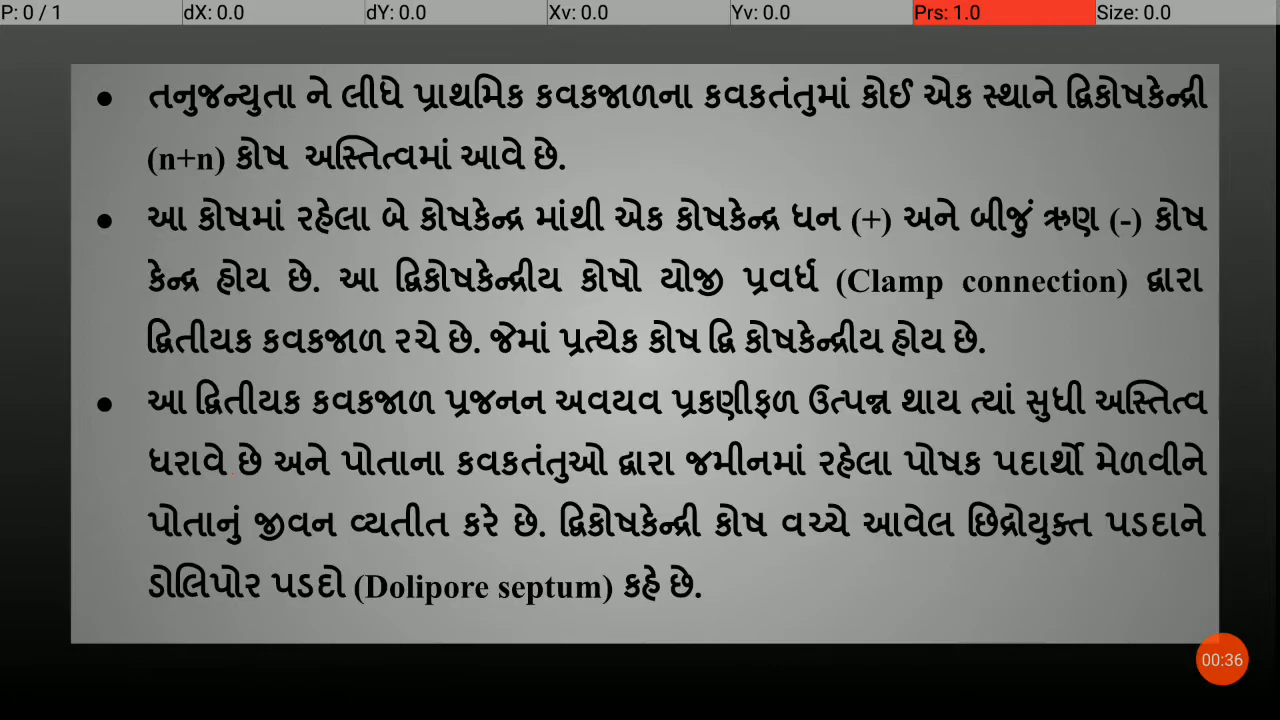 P: 0 / 1 dX: 0.0 dY: 0.0 Xv: 0.0 Yv: 0.0 Prs: 1.0 Size: 0.0
● તનુજન્યુતા ને લીધે પ્રાથમિક કવકજાળના કવકતંતુમાં કોઈ એક સ્થાને દ્વિકોષકેન્દ્રી
(n+n) કોષ અસ્તિત્વમાં આવે છે.
● આ કોષમાં રહેલા બે કોષકેન્દ્ર માંથી એક કોષકેન્દ્ર ધન (+) અને બીજું ઋણ (-) કોષ
કેન્દ્ર હોય છે. આ દ્વિકોષકેન્દ્રીય કોષો યોજી પ્રવર્ધ (Clamp connection) દ્વારા
દ્વિતીયક કવકજાળ રચે છે. જેમાં પ્રત્યેક કોષ દ્વિ કોષકેન્દ્રીય હોય છે.
● આ દ્વિતીયક કવકજાળ પ્રજનન અવયવ પ્રકણીફળ ઉત્પન્ન થાય ત્યાં સુધી અસ્તિત્વ
ધરાવે છે અને પોતાના કવકતંતુઓ દ્વારા જમીનમાં રહેલા પોષક પદાર્થો મેળવીને
પોતાનું જીવન વ્યતીત કરે છે. દ્વિકોષકેન્દ્રી કોષ વચ્ચે આવેલ છિદ્રોયુક્ત પડદાને
ડોલિપોર પડદો (Dolipore septum) કહે છે.
00:36